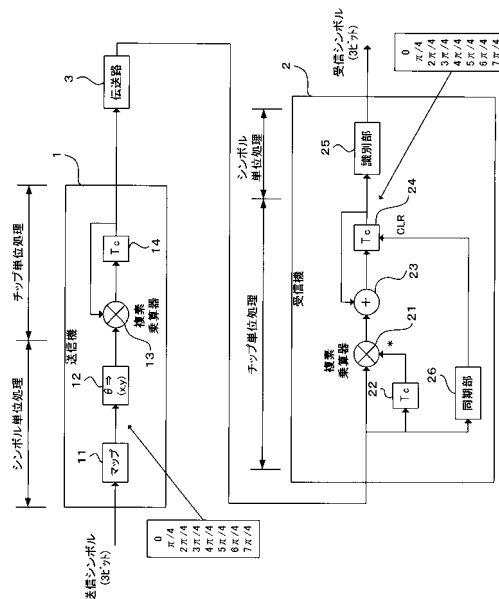 送信シンボル
(3ビット)
シンボル単位処理
チップ単位処理
送信機
1
11
マップ
12
θ⇒
(x,y)
13
複素
乗算器
14
Tc
3
伝送路
0
π/4
2π/4
3π/4
4π/4
5π/4
6π/4
7π/4
チップ単位処理
シンボル
単位処理
受信機
2
複素
乗算器
21
*
22
Tc
23
+
24
Tc
CLR
25
識別部
26
同期部
受信シンボル
(3ビット)
0
π/4
2π/4
3π/4
4π/4
5π/4
6π/4
7π/4